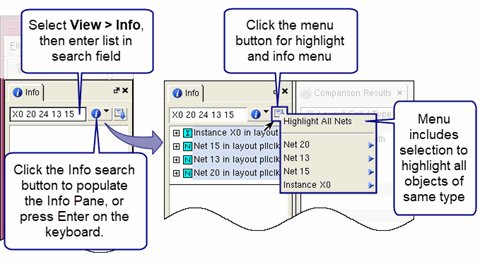 Select View > Info,
then enter list in
search field
Click the menu
button for highlight
and info menu
Info
X0 20 24 13 15
Click the Info search
button to populate
the Info Pane, or
press Enter on the
keyboard.
Info
X0 20 24 13 15
Instance X0 in layout
Net 15 in layout pllclk
Net 13 in layout pllclk
Net 20 in layout pllclk
Highlight All Nets
Net 20
Net 13
Net 15
Instance X0
Comparison Results
Menu
includes
selection to
highlight all
objects of
same type